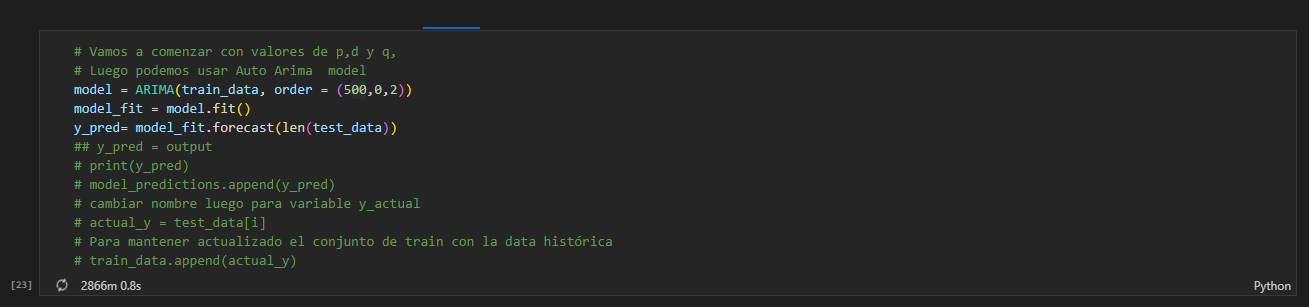 # Vamos a comenzar con valores de p,d y q,
# Luego podemos usar Auto Arima  model
model = ARIMA(train_data, order = (500,0,2))
model_fit = model.fit()
y_pred= model_fit.forecast(len(test_data))
## y_pred = output
# print(y_pred)
# model_predictions.append(y_pred)
# cambiar nombre luego para variable y_actual
# actual_y = test_data[i]
# Para mantener actualizado el conjunto de train con la data histórica
# train_data.append(actual_y)
[23] 2866m 0.8s Python